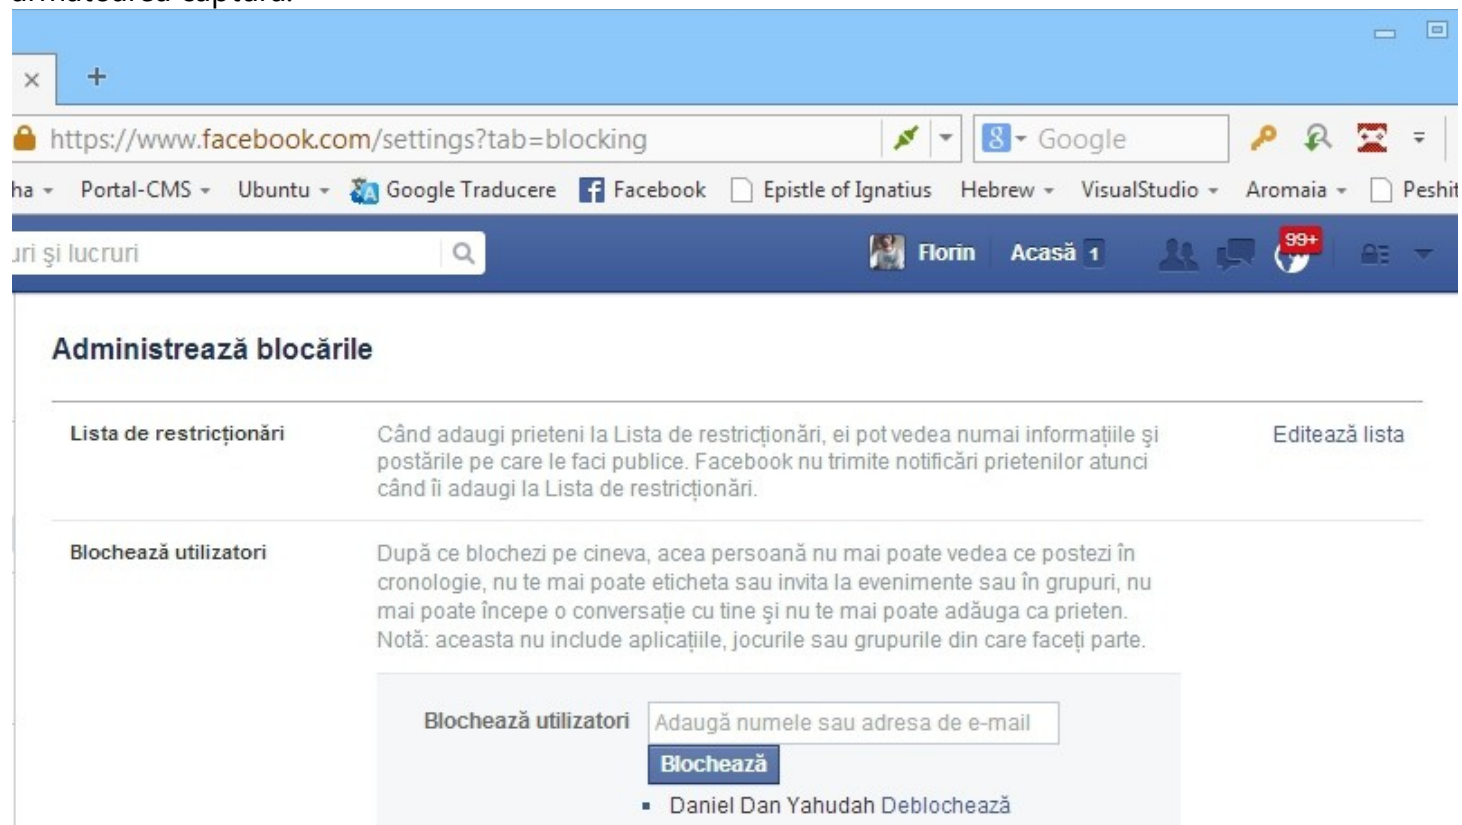 următoarea captură:
https://www.facebook.com/settings?tab=blocking
Google
Portal-CMS
Ubuntu
Google Traducere
Facebook
Epistle of Ignatius
Hebrew
VisualStudio
Aromaia
și lucruri
Florin
Acasă 1
99+
Administrează blocările
Lista de restricționări
Când adaugi prieteni la Lista de restricționări, ei pot vedea numai informațiile și
postările pe care le faci publice. Facebook nu trimite notificări prietenilor atunci
când îi adaugi la Lista de restricționări.
Editează lista
Blochează utilizatori
După ce blochezi pe cineva, acea persoană nu mai poate vedea ce postezi în
cronologie, nu te mai poate eticheta sau invita la evenimente sau în grupuri, nu
mai poate începe o conversație cu tine și nu te mai poate adăuga ca prieten.
Notă: aceasta nu include aplicațiile, jocurile sau grupurile din care faceți parte.
Blochează utilizatori
Adaugă numele sau adresa de e-mail
Blochează
Daniel Dan Yahudah Deblochează